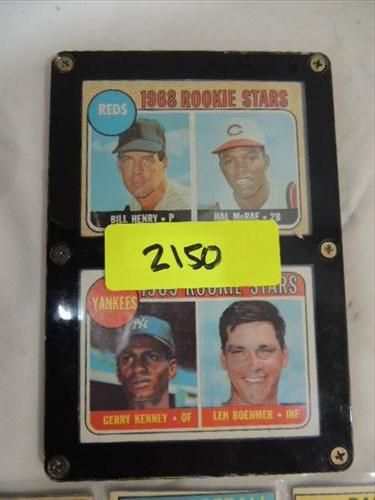 1968 ROOKIE STARS
REDS
BILL HENRY • P
HAL McRAE • 2B
2150
1969 ROOKIE STARS
YANKEES
GERRY KENNEY • OF
LEN BOEHMER • INF